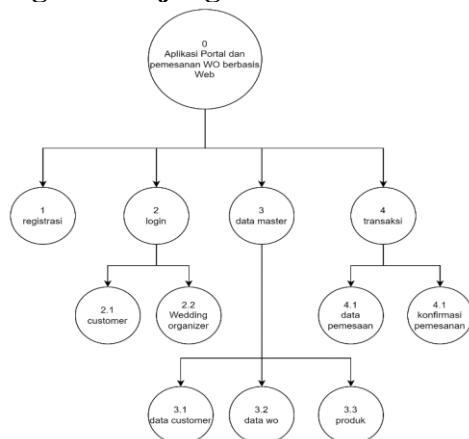 0
Aplikasi Portal dan
pemesanan WO berbasis
Web
1
registrasi
2
login
3
data master
4
transaksi
2.1
customer
2.2
Wedding
organizer
4.1
data
pemesaan
4.1
konfirmasi
pemesanan
3.1
data customer
3.2
data wo
3.3
produk